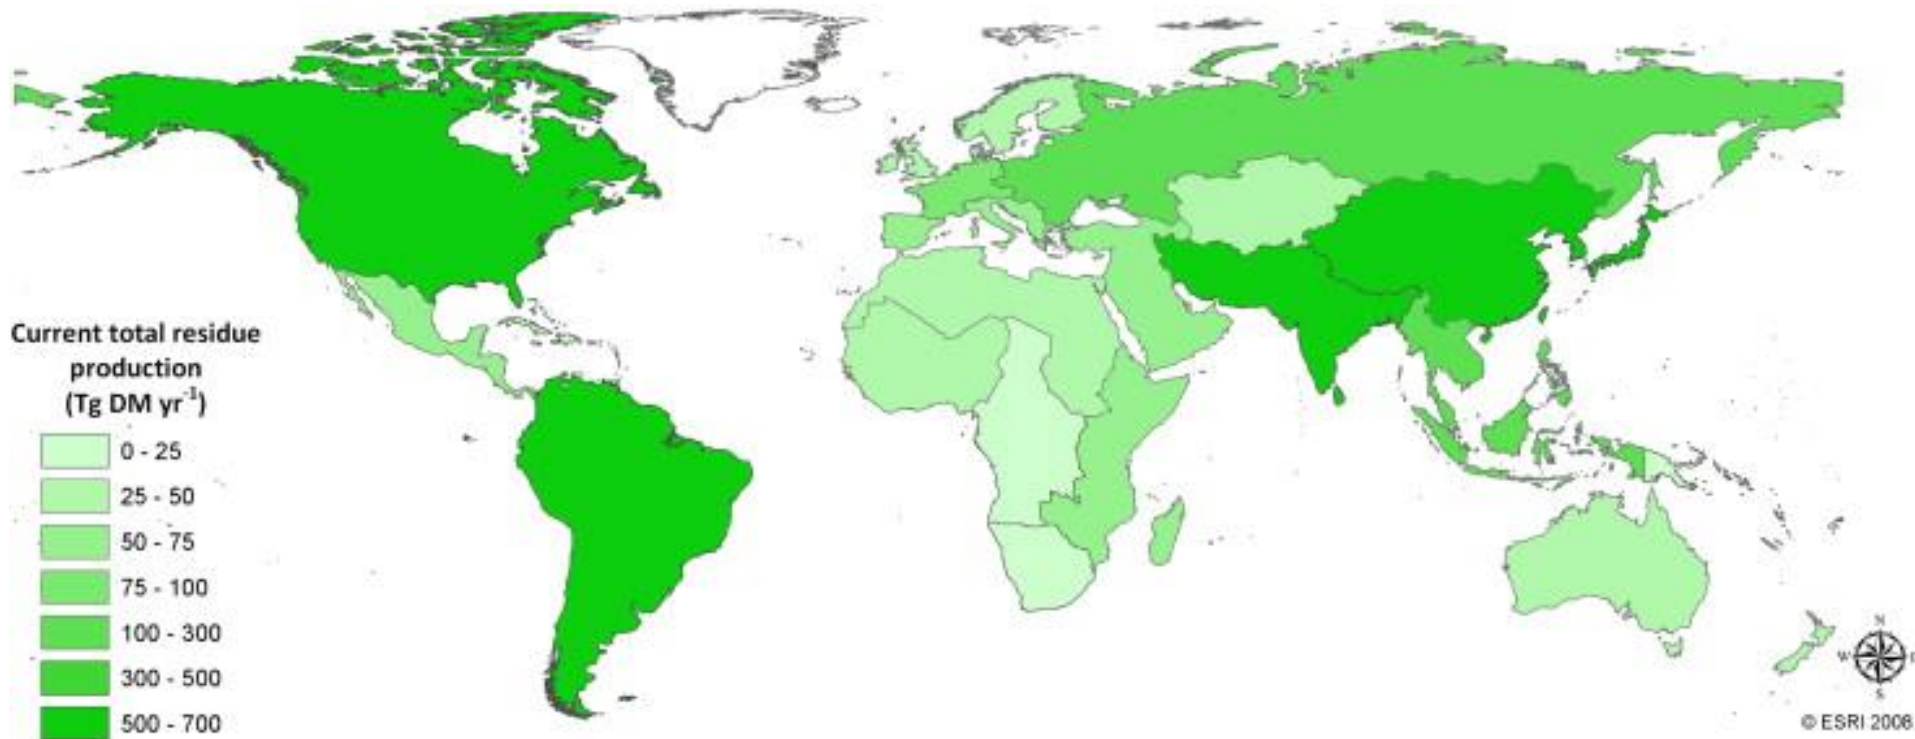 Current total residue
production
(Tg DM yr⁻¹)
0 - 25
25 - 50
50 - 75
75 - 100
100 - 300
300 - 500
500 - 700
N
W E
S
© ESRI 2008